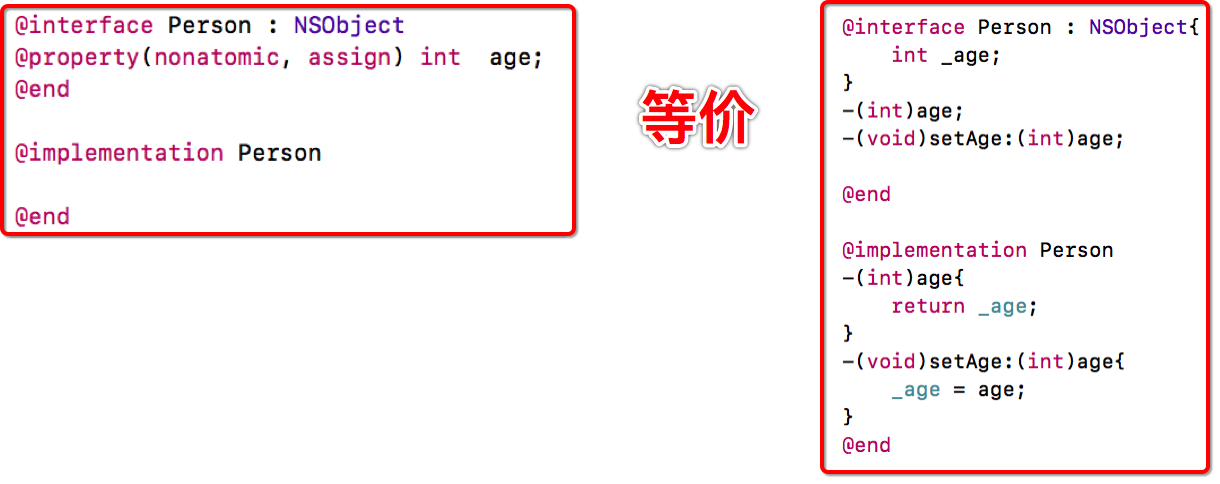 @interface Person : NSObject
@property(nonatomic, assign) int  age;
@end
@implementation Person
@end
等价
@interface Person : NSObject{
    int _age;
}
-(int)age;
-(void)setAge:(int)age;
@end
@implementation Person
-(int)age{
    return _age;
}
-(void)setAge:(int)age{
    _age = age;
}
@end